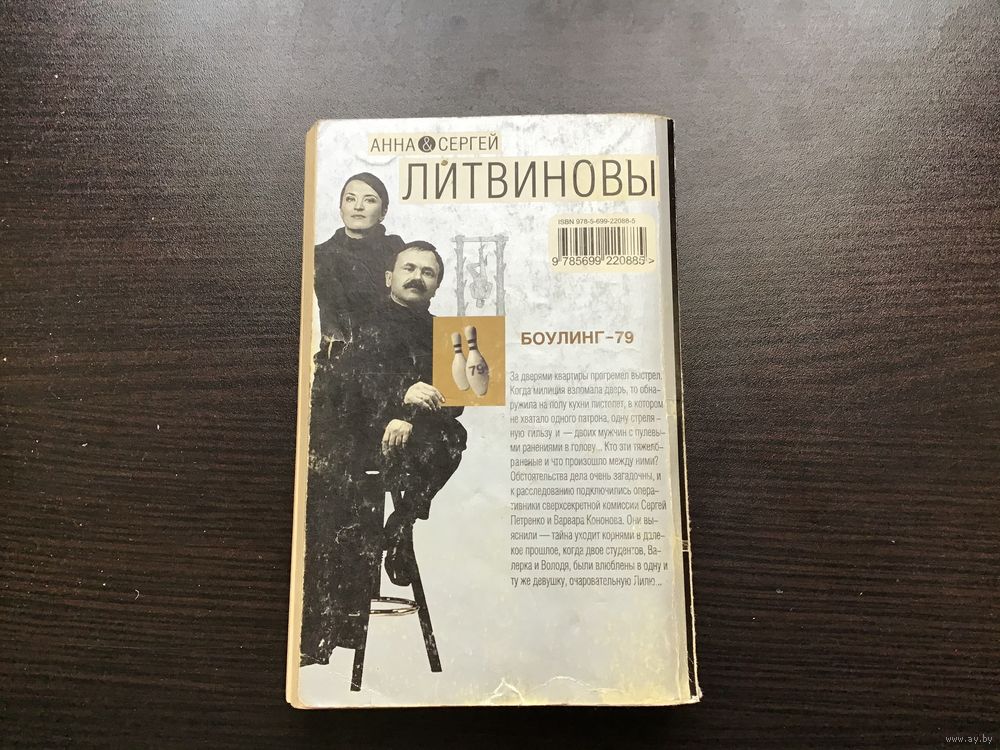 АННА & СЕРГЕЙ
ЛИТВИНОВЫ
ISBN 978-5-699-22088-5
9 785699 220885 >
БОУЛИНГ-79
79
За дверями квартиры прогремел выстрел.
Когда милиция взломала дверь, то обна-
ружила на полу кухни пистолет, в котором
не хватало одного патрона, одну стреля-
ную гильзу и — двоих мужчин с пулевы-
ми ранениями в голову... Кто эти тяжело-
раненые и что произошло между ними?
Обстоятельства дела очень загадочны, и
к расследованию подключились опера-
тивники сверхсекретной комиссии Сергей
Петренко и Варвара Кононова. Они вы-
яснили — тайна уходит корнями в дале-
кое прошлое, когда двое студентов, Ва-
лерка и Володя, были влюблены в одну и
ту же девушку, очаровательную Лилю...
www.ay.by